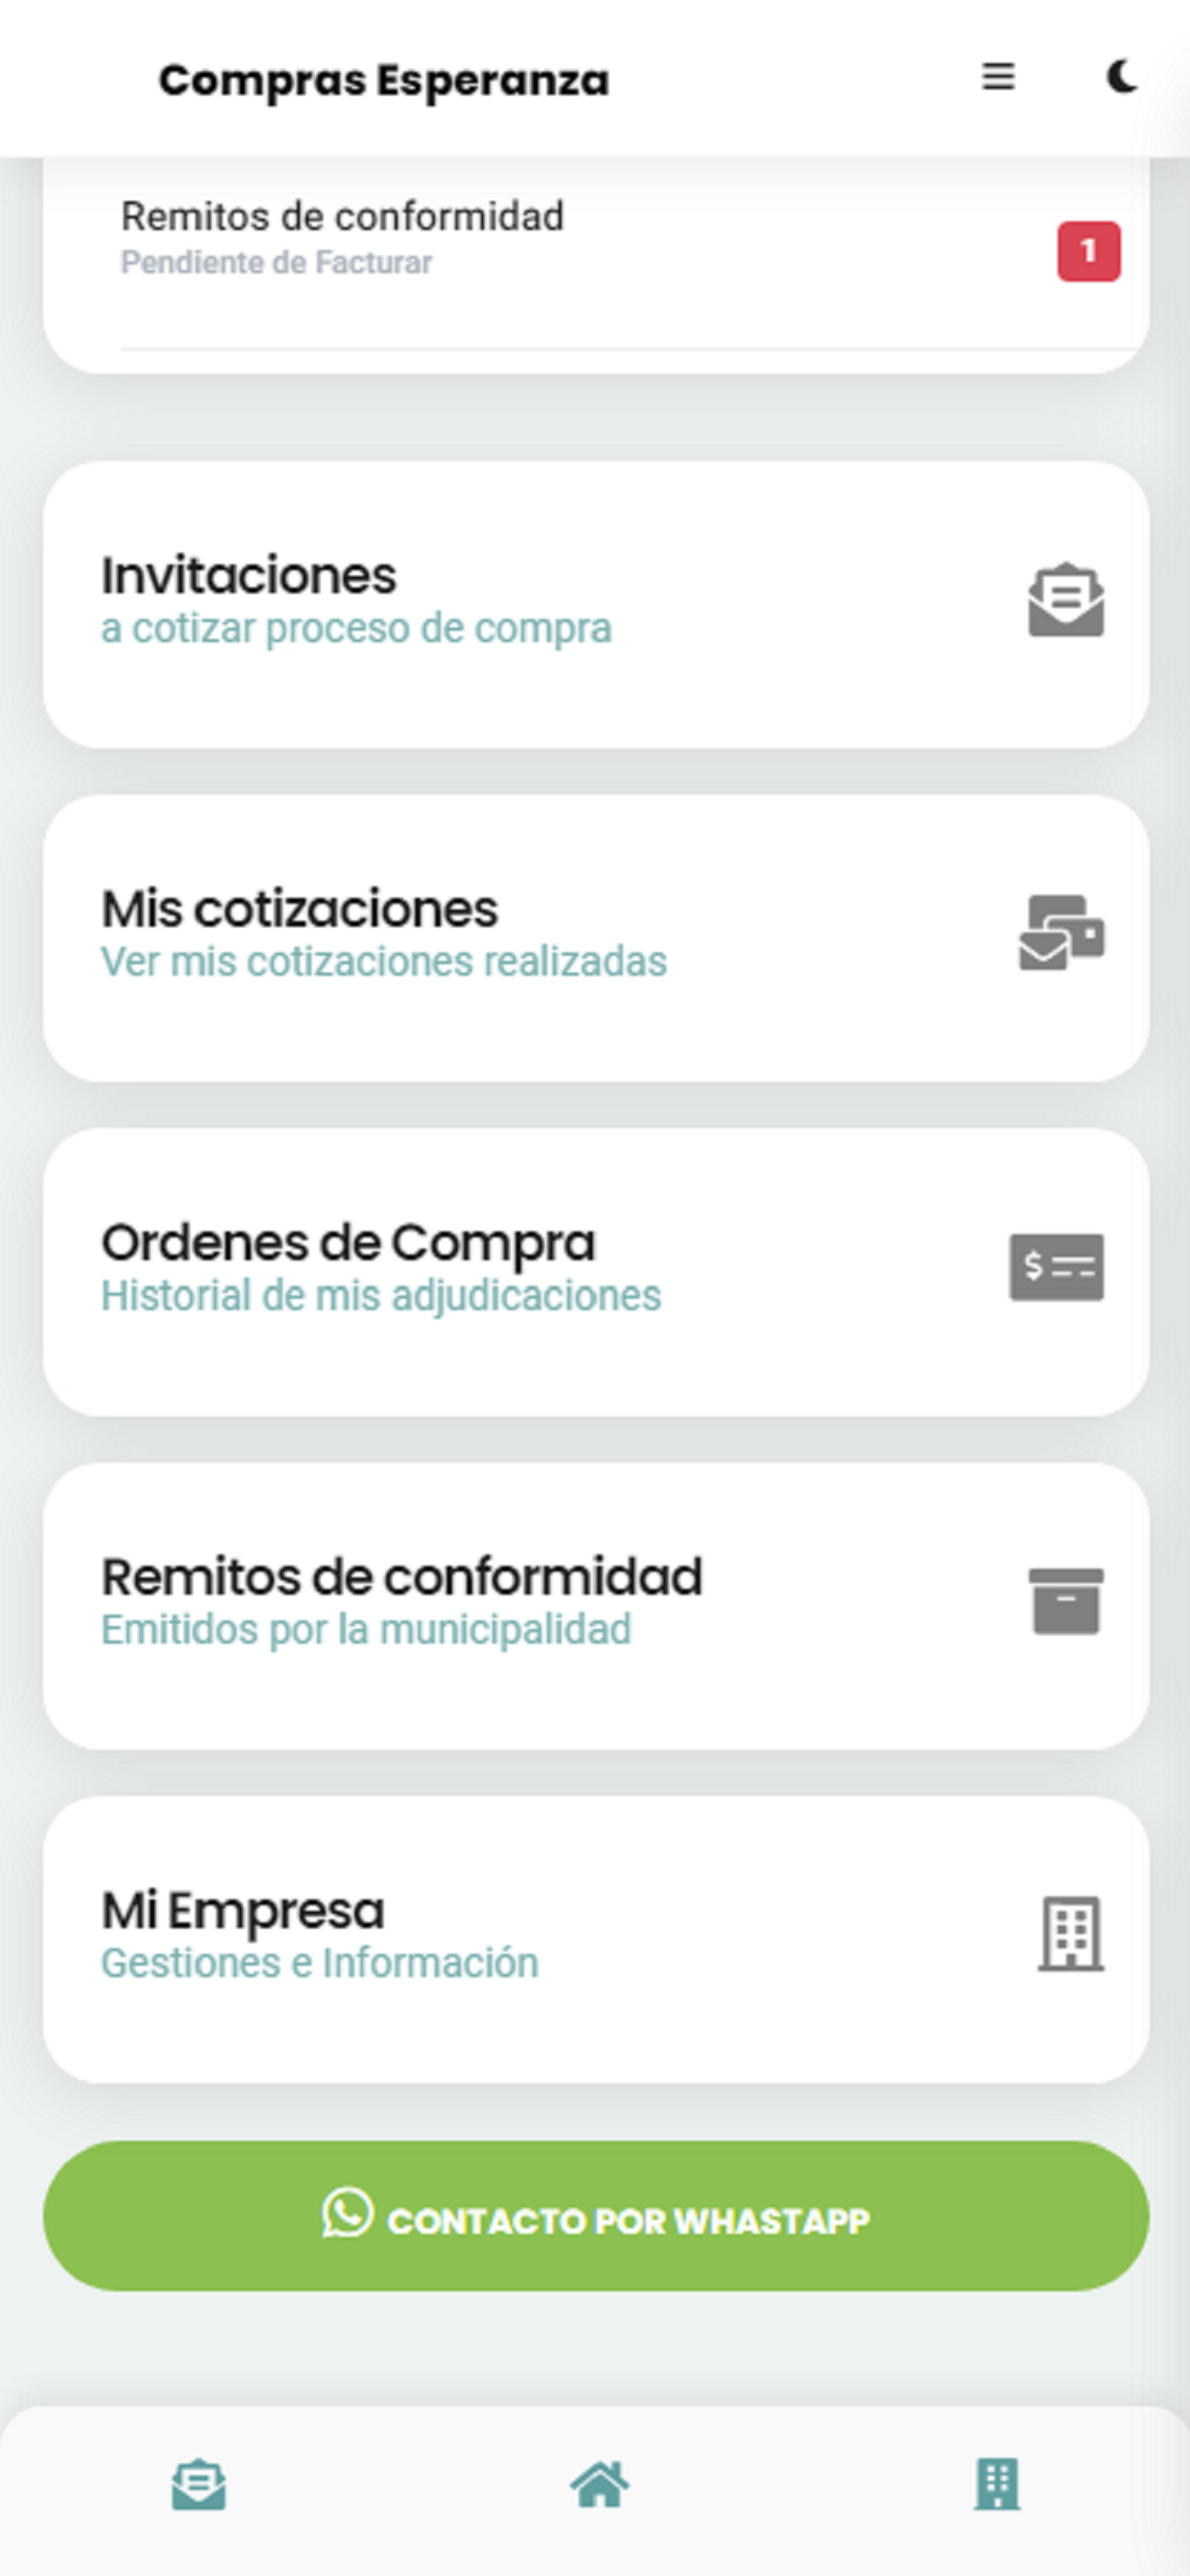 Compras Esperanza
Remitos de conformidad
Pendiente de Facturar
1
Invitaciones
a cotizar proceso de compra
Mis cotizaciones
Ver mis cotizaciones realizadas
Ordenes de Compra
Historial de mis adjudicaciones
$
Remitos de conformidad
Emitidos por la municipalidad
Mi Empresa
Gestiones e Información
CONTACTO POR WHASTAPP